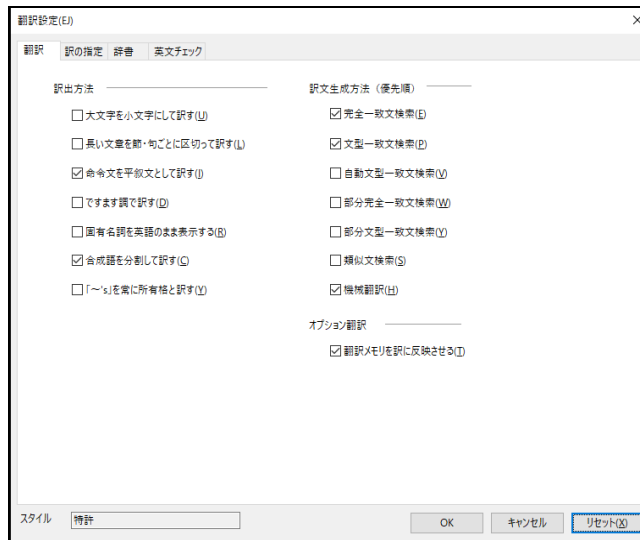 翻訳設定(EJ)
翻訳 訳の指定 辞書 英文チェック
訳出方法
大文字を小文字にして訳す(U)
長い文章を節・句ごとに区切って訳す(L)
命令文を平叙文として訳す(I)
ですます調で訳す(D)
固有名詞を英語のまま表示する(R)
合成語を分割して訳す(C)
「～'s」を常に所有格と訳す(Y)
訳文生成方法（優先順）
完全一致文検索(E)
文型一致文検索(P)
自動文型一致文検索(V)
部分完全一致文検索(W)
部分文型一致文検索(Y)
類似文検索(S)
機械翻訳(H)
オプション翻訳
翻訳メモリを訳に反映させる(T)
スタイル 特許
OK キャンセル リセット(X)